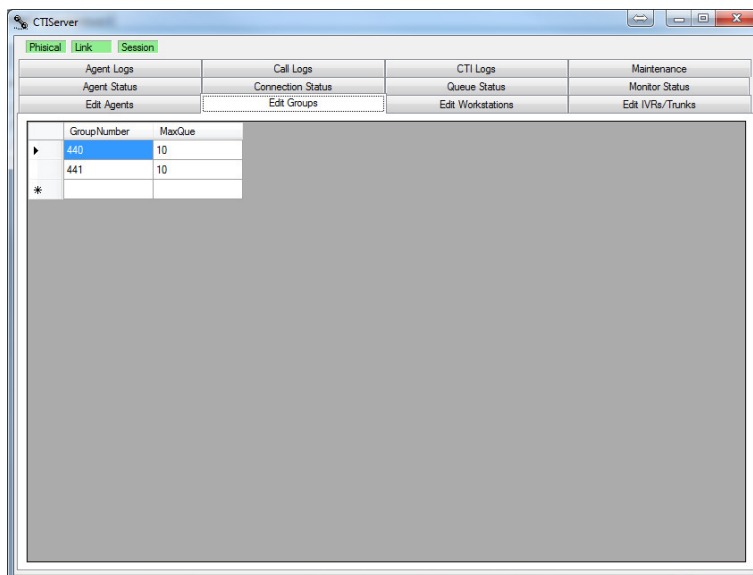 CTIServer
Phisical Link Session
Agent Logs Call Logs CTI Logs Maintenance
Agent Status Connection Status Queue Status Monitor Status
Edit Agents Edit Groups Edit Workstations Edit IVRs/Trunks
GroupNumber MaxQue
440 10
441 10